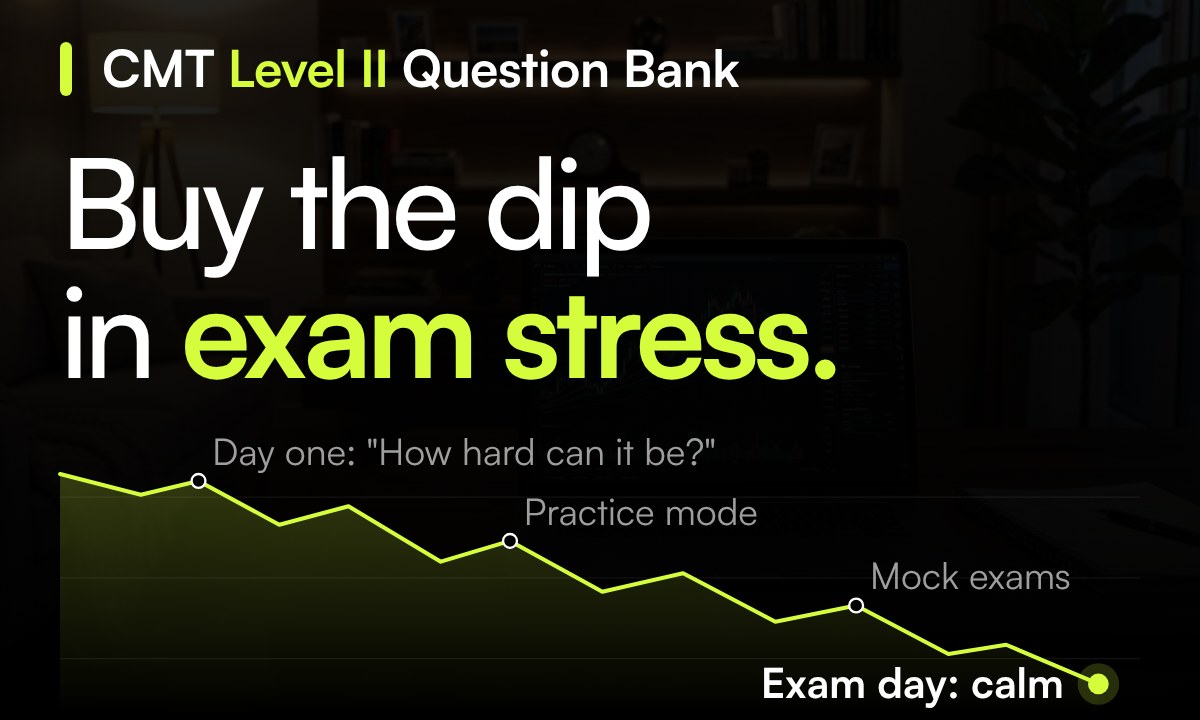 CMT Level II Question Bank
Buy the dip
in exam stress.
Day one: "How hard can it be?"
Practice mode
Mock exams
Exam day: calm